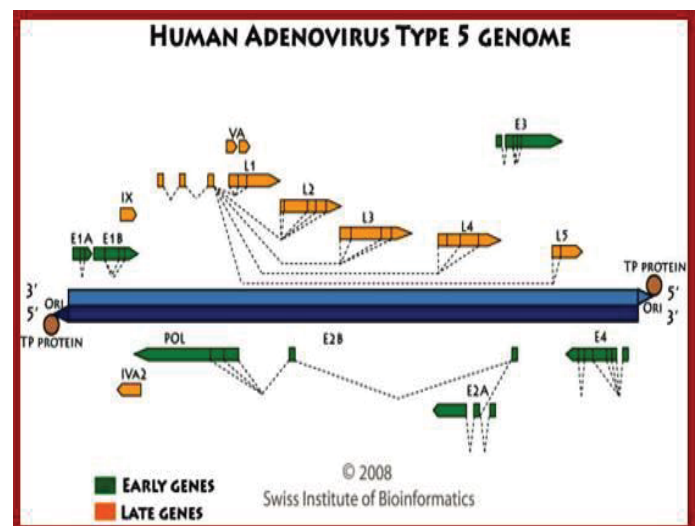 HUMAN ADENOVIRUS TYPE 5 GENOME
E3
VA
L1
L2
IX
L3
L4
E1A E1B
L5
TP PROTEIN
3' 5'
ORI ORI
5' 3'
TP PROTEIN
POL E2B E4
IVA2
E2A
© 2008
Swiss Institute of Bioinformatics
EARLY GENES
LATE GENES